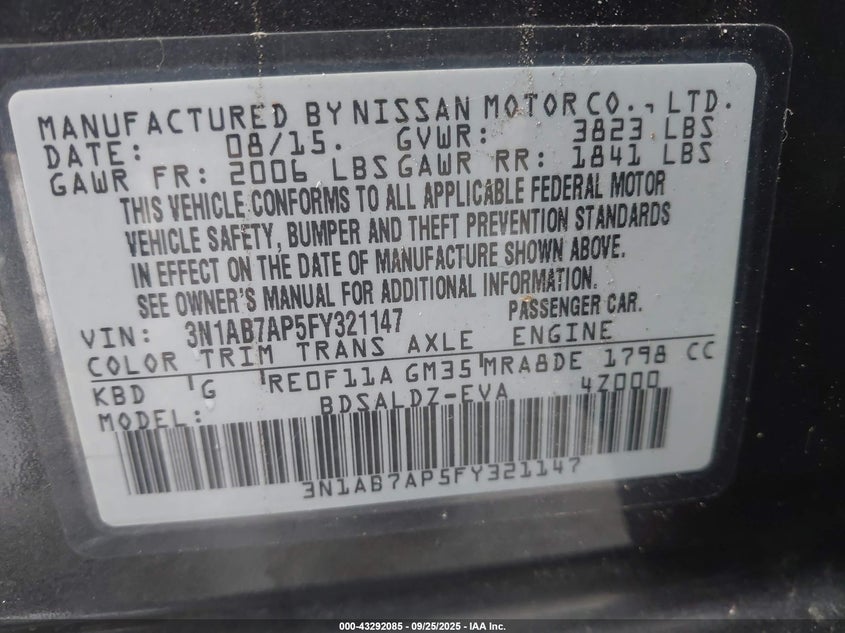 MANUFACTURED BY NISSAN MOTOR CO., LTD.
DATE: 08/15. GVWR: 3823 LBS
GAWR FR: 2006 LBS GAWR RR: 1841 LBS
THIS VEHICLE CONFORMS TO ALL APPLICABLE FEDERAL MOTOR
VEHICLE SAFETY, BUMPER AND THEFT PREVENTION STANDARDS
IN EFFECT ON THE DATE OF MANUFACTURE SHOWN ABOVE.
SEE OWNER'S MANUAL FOR ADDITIONAL INFORMATION.
VIN: 3N1AB7AP5FY321147 PASSENGER CAR.
COLOR TRIM TRANS AXLE ENGINE
KBD G RE0F11A GM35 MRA8DE 1798 CC
MODEL: BDSALDZ-EVA 4Z000
3N1AB7AP5FY321147
000-43292085 - 09/25/2025 - IAA Inc.